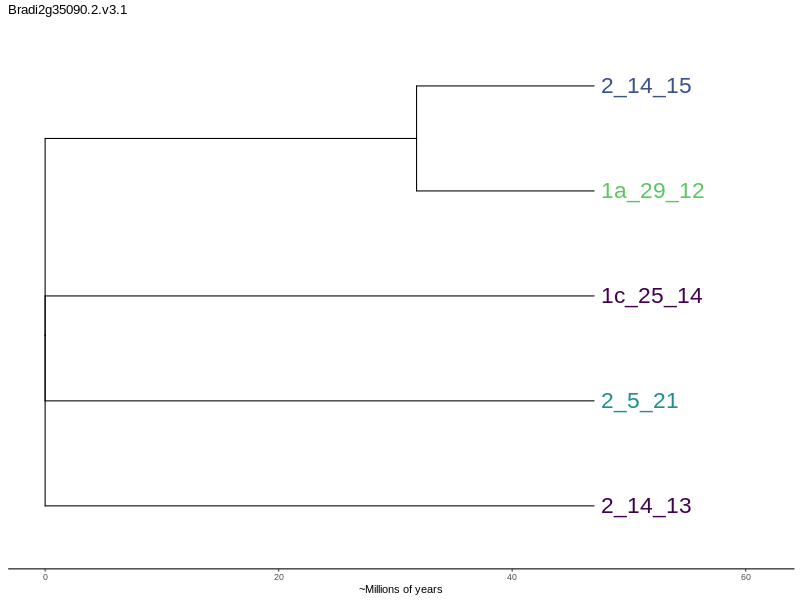 Bradi2g35090.2.v3.1
2_14_15
1a_29_12
1c_25_14
2_5_21
2_14_13
0 20 40 60
~Millions of years